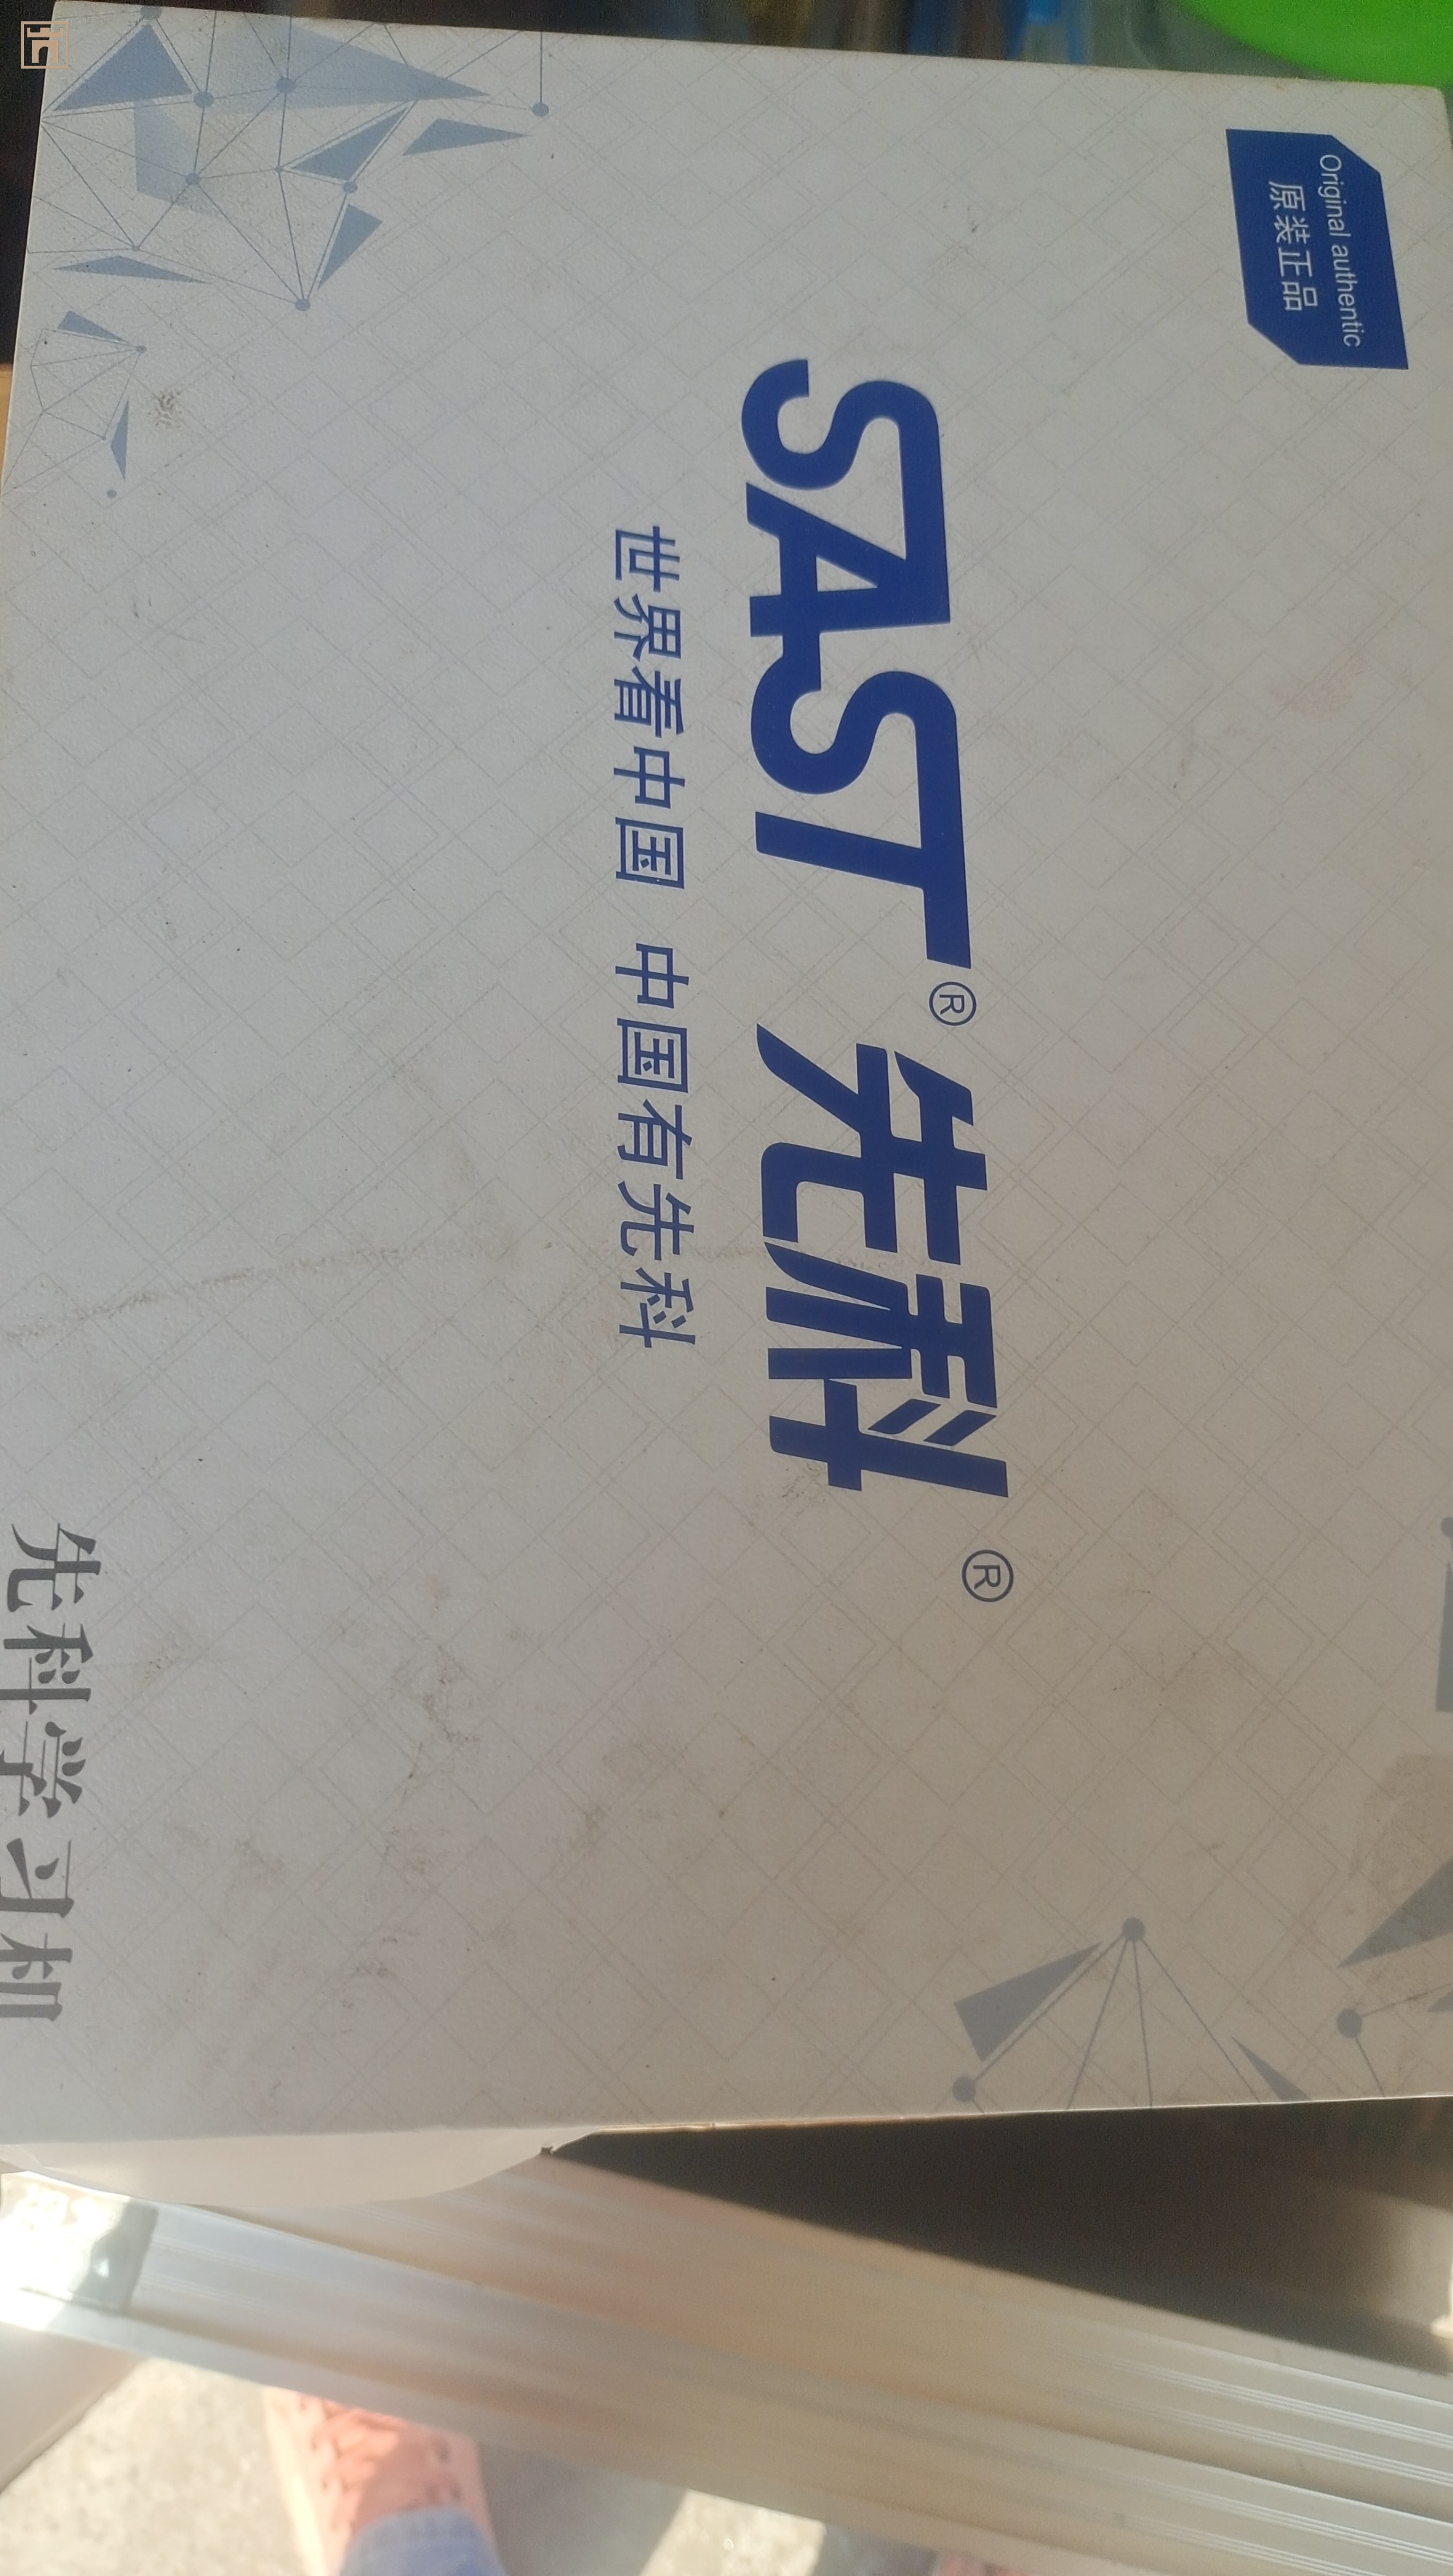 Original authentic
原装正品
SAST® 先科®
世界看中国 中国有先科
先科学习机